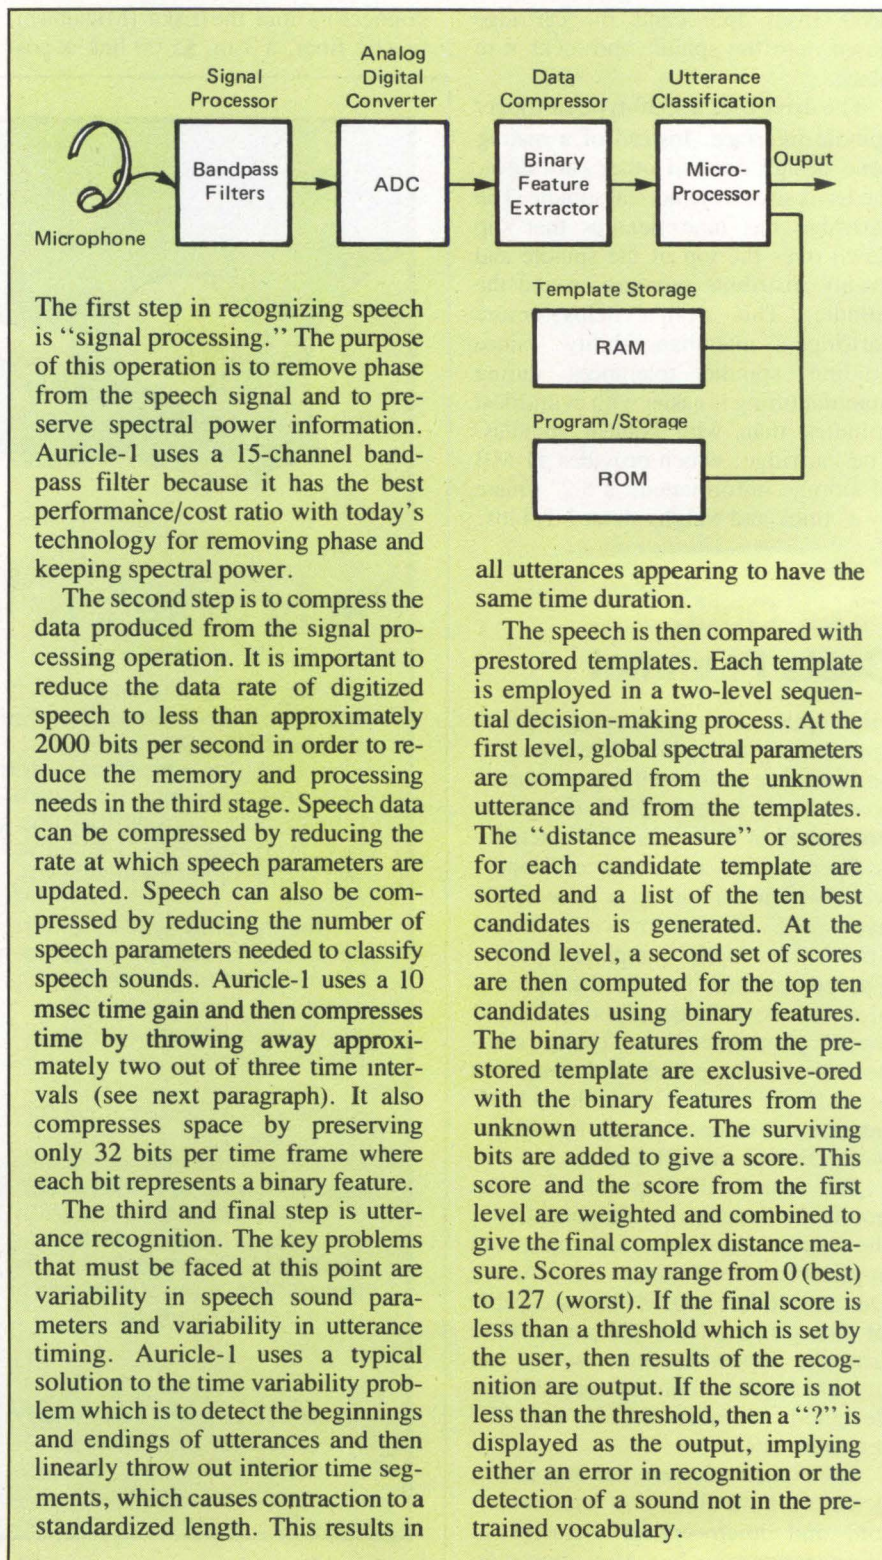 Signal
Processor
Analog
Digital
Converter
Data
Compressor
Utterance
Classification
Microphone
Bandpass
Filters
ADC
Binary
Feature
Extractor
Micro-
Processor
Ouput
Template Storage
RAM
Program/Storage
ROM
The first step in recognizing speech
is “signal processing.” The purpose
of this operation is to remove phase
from the speech signal and to pre-
serve spectral power information.
Auricle-1 uses a 15-channel band-
pass filter because it has the best
performance/cost ratio with today’s
technology for removing phase and
keeping spectral power.
The second step is to compress the
data produced from the signal pro-
cessing operation. It is important to
reduce the data rate of digitized
speech to less than approximately
2000 bits per second in order to re-
duce the memory and processing
needs in the third stage. Speech data
can be compressed by reducing the
rate at which speech parameters are
updated. Speech can also be com-
pressed by reducing the number of
speech parameters needed to classify
speech sounds. Auricle-1 uses a 10
msec time gain and then compresses
time by throwing away approxi-
mately two out of three time inter-
vals (see next paragraph). It also
compresses space by preserving
only 32 bits per time frame where
each bit represents a binary feature.
The third and final step is utter-
ance recognition. The key problems
that must be faced at this point are
variability in speech sound para-
meters and variability in utterance
timing. Auricle-1 uses a typical
solution to the time variability prob-
lem which is to detect the beginnings
and endings of utterances and then
linearly throw out interior time seg-
ments, which causes contraction to a
standardized length. This results in
all utterances appearing to have the
same time duration.
The speech is then compared with
prestored templates. Each template
is employed in a two-level sequen-
tial decision-making process. At the
first level, global spectral parameters
are compared from the unknown
utterance and from the templates.
The “distance measure” or scores
for each candidate template are
sorted and a list of the ten best
candidates is generated. At the
second level, a second set of scores
are then computed for the top ten
candidates using binary features.
The binary features from the pre-
stored template are exclusive-ored
with the binary features from the
unknown utterance. The surviving
bits are added to give a score. This
score and the score from the first
level are weighted and combined to
give the final complex distance mea-
sure. Scores may range from 0 (best)
to 127 (worst). If the final score is
less than a threshold which is set by
the user, then results of the recog-
nition are output. If the score is not
less than the threshold, then a “?” is
displayed as the output, implying
either an error in recognition or the
detection of a sound not in the pre-
trained vocabulary.